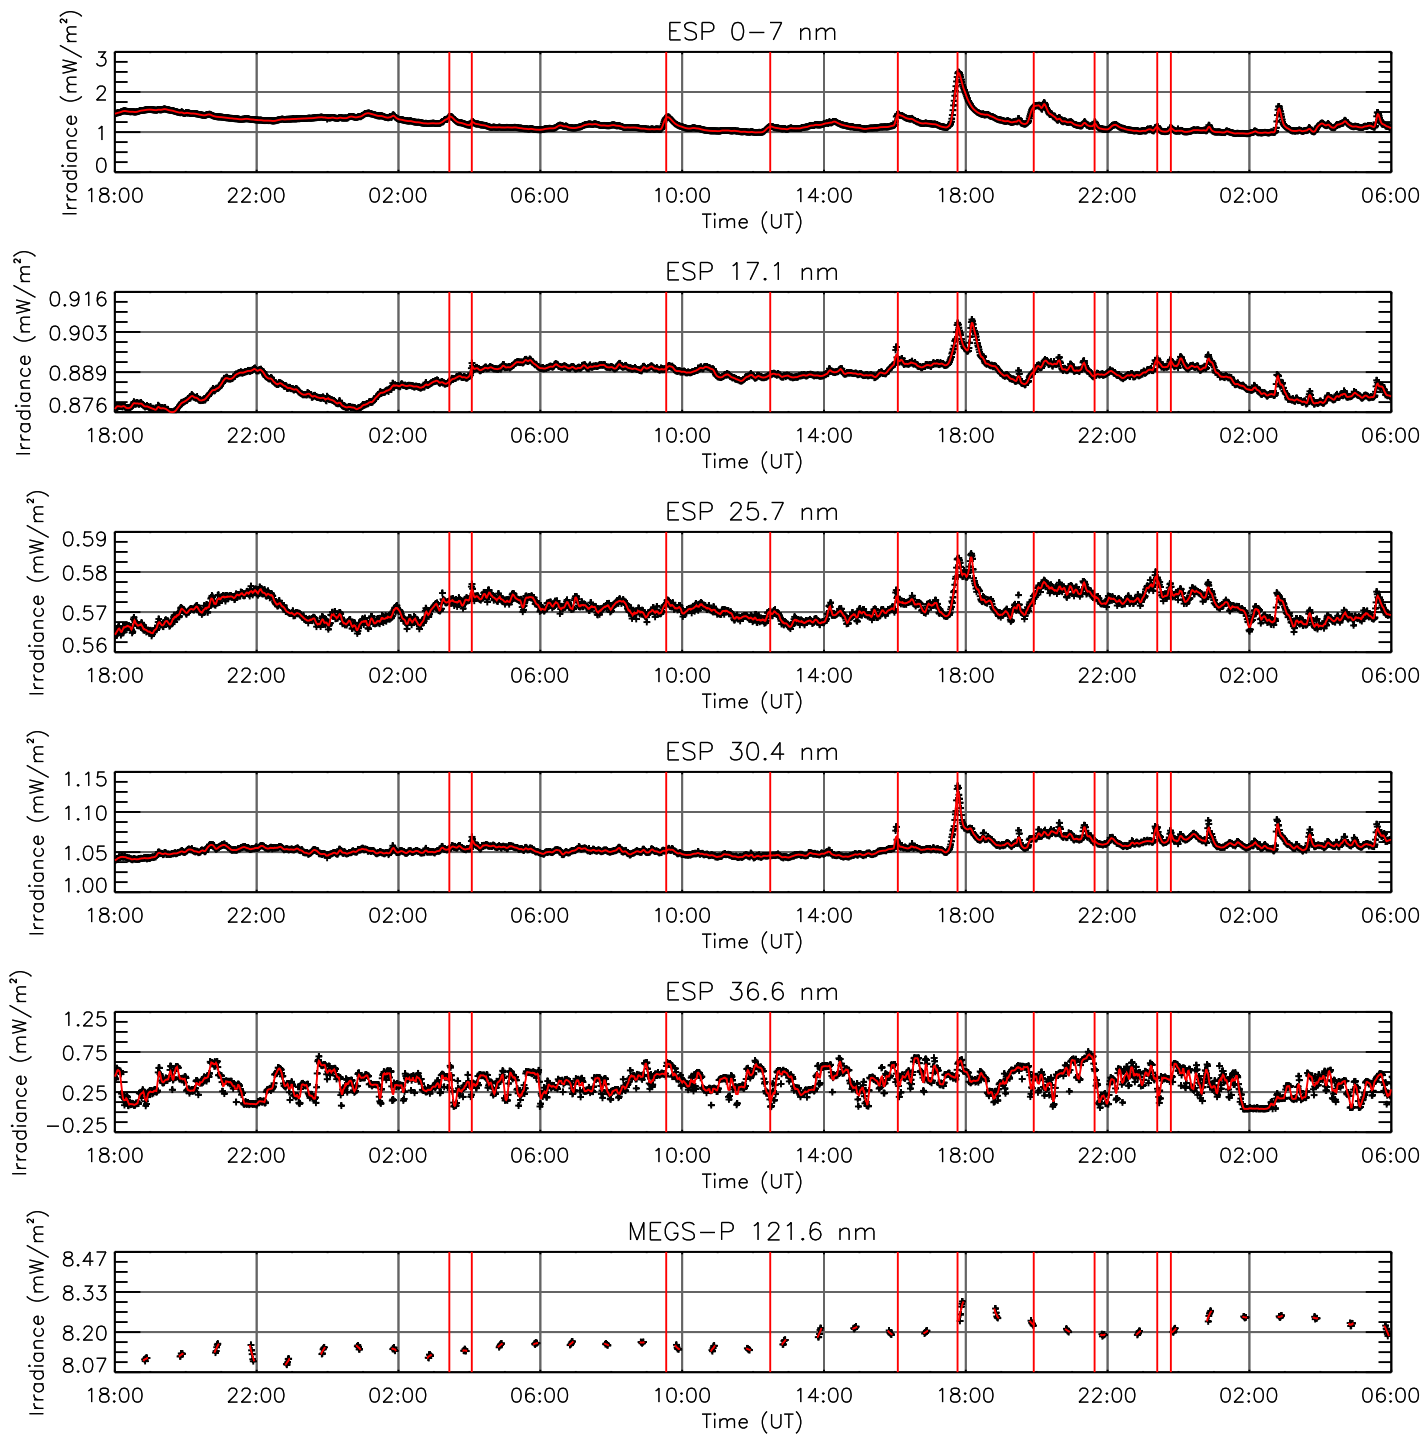 ESP 0-7 nm
Irradiance (mW/m²)
3
2
1
0
18:00 22:00 02:00 06:00 10:00 14:00 18:00 22:00 02:00 06:00
Time (UT)
ESP 17.1 nm
Irradiance (mW/m²)
0.916
0.903
0.889
0.876
18:00 22:00 02:00 06:00 10:00 14:00 18:00 22:00 02:00 06:00
Time (UT)
ESP 25.7 nm
Irradiance (mW/m²)
0.59
0.58
0.57
0.56
18:00 22:00 02:00 06:00 10:00 14:00 18:00 22:00 02:00 06:00
Time (UT)
ESP 30.4 nm
Irradiance (mW/m²)
1.15
1.10
1.05
1.00
18:00 22:00 02:00 06:00 10:00 14:00 18:00 22:00 02:00 06:00
Time (UT)
ESP 36.6 nm
Irradiance (mW/m²)
1.25
0.75
0.25
-0.25
18:00 22:00 02:00 06:00 10:00 14:00 18:00 22:00 02:00 06:00
Time (UT)
MEGS-P 121.6 nm
Irradiance (mW/m²)
8.47
8.33
8.20
8.07
18:00 22:00 02:00 06:00 10:00 14:00 18:00 22:00 02:00 06:00
Time (UT)